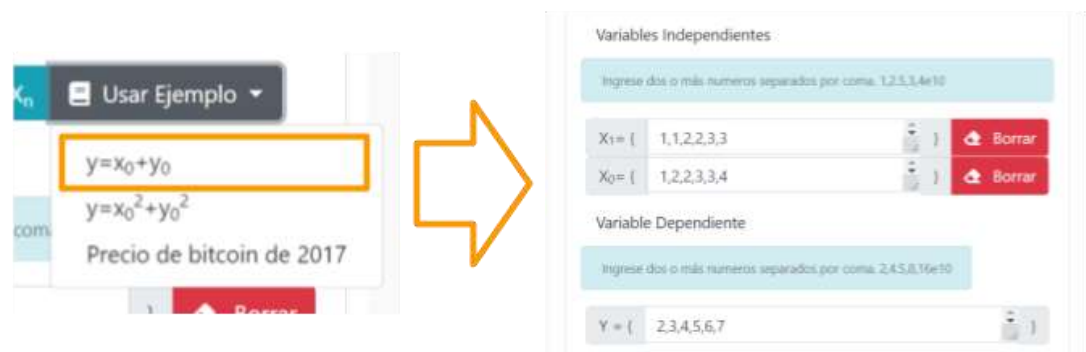 Xn Usar Ejemplo
y=x₀+y₀
y=x₀²+y₀²
Precio de bitcoin de 2017
com
} Borrar
Variables Independientes
Ingrese dos o más numeros separados por coma. 1,2.5,3,4e10
X₁= { 1,1,2,2,3,3 } Borrar
X₀= { 1,2,2,3,3,4 } Borrar
Variable Dependiente
Ingrese dos o más numeros separados por coma. 2,4.5,8,16e10
Y = { 2,3,4,5,6,7 }